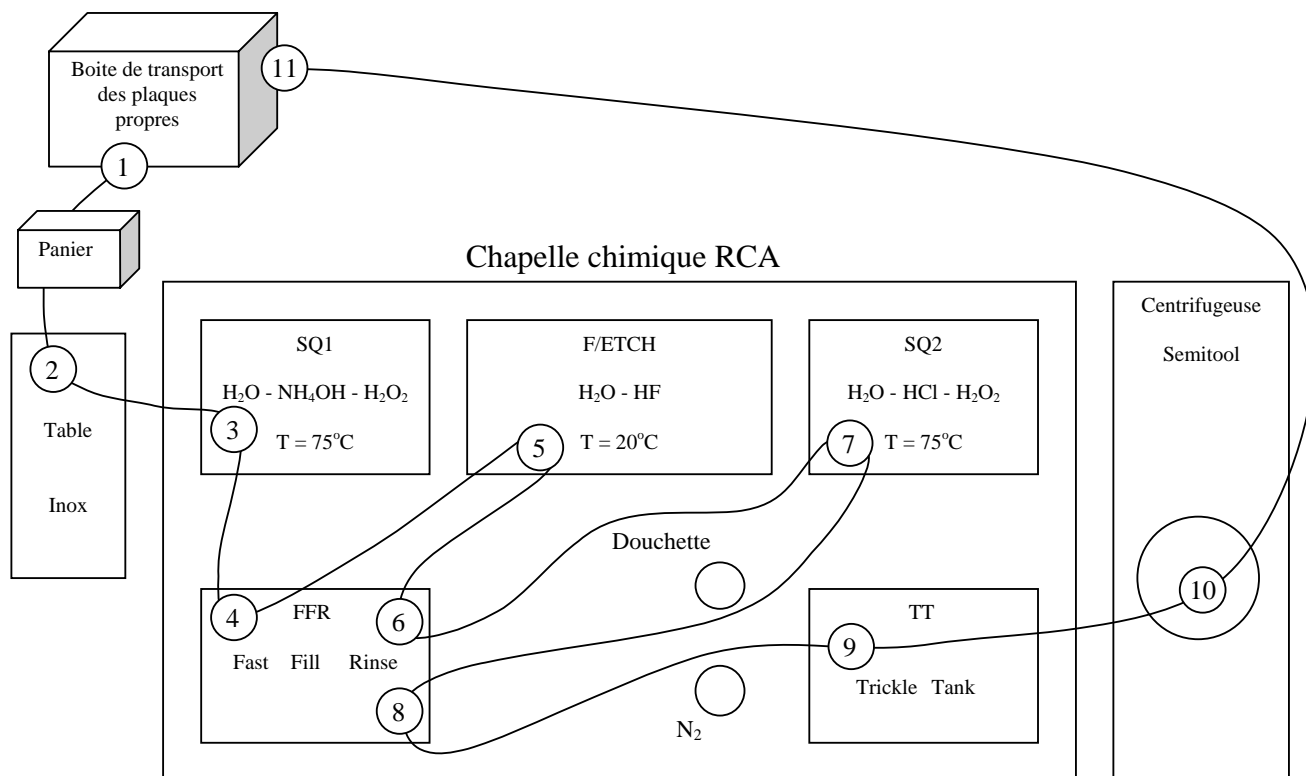 Boite de transport
des plaques
propres
11
1
Panier
Chapelle chimique RCA
2
Table
Inox
SQ1
H₂O - NH₄OH - H₂O₂
3
T = 75°C
F/ETCH
H₂O - HF
5
T = 20°C
SQ2
H₂O - HCl - H₂O₂
7
T = 75°C
Centrifugeuse
Semitool
Douchette
4
FFR
6
Fast Fill Rinse
8
N₂
TT
9
Trickle Tank
10